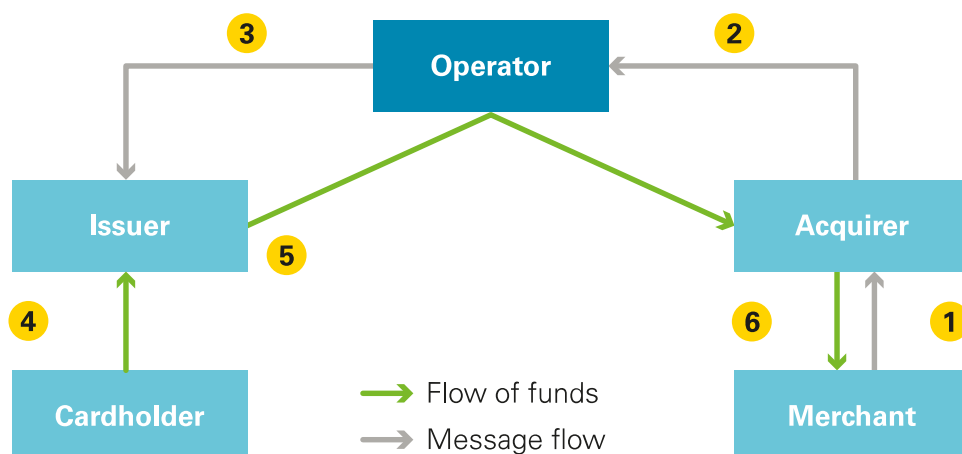 3
2
Operator
Issuer
Acquirer
5
4
6
1
Cardholder
Flow of funds
Message flow
Merchant